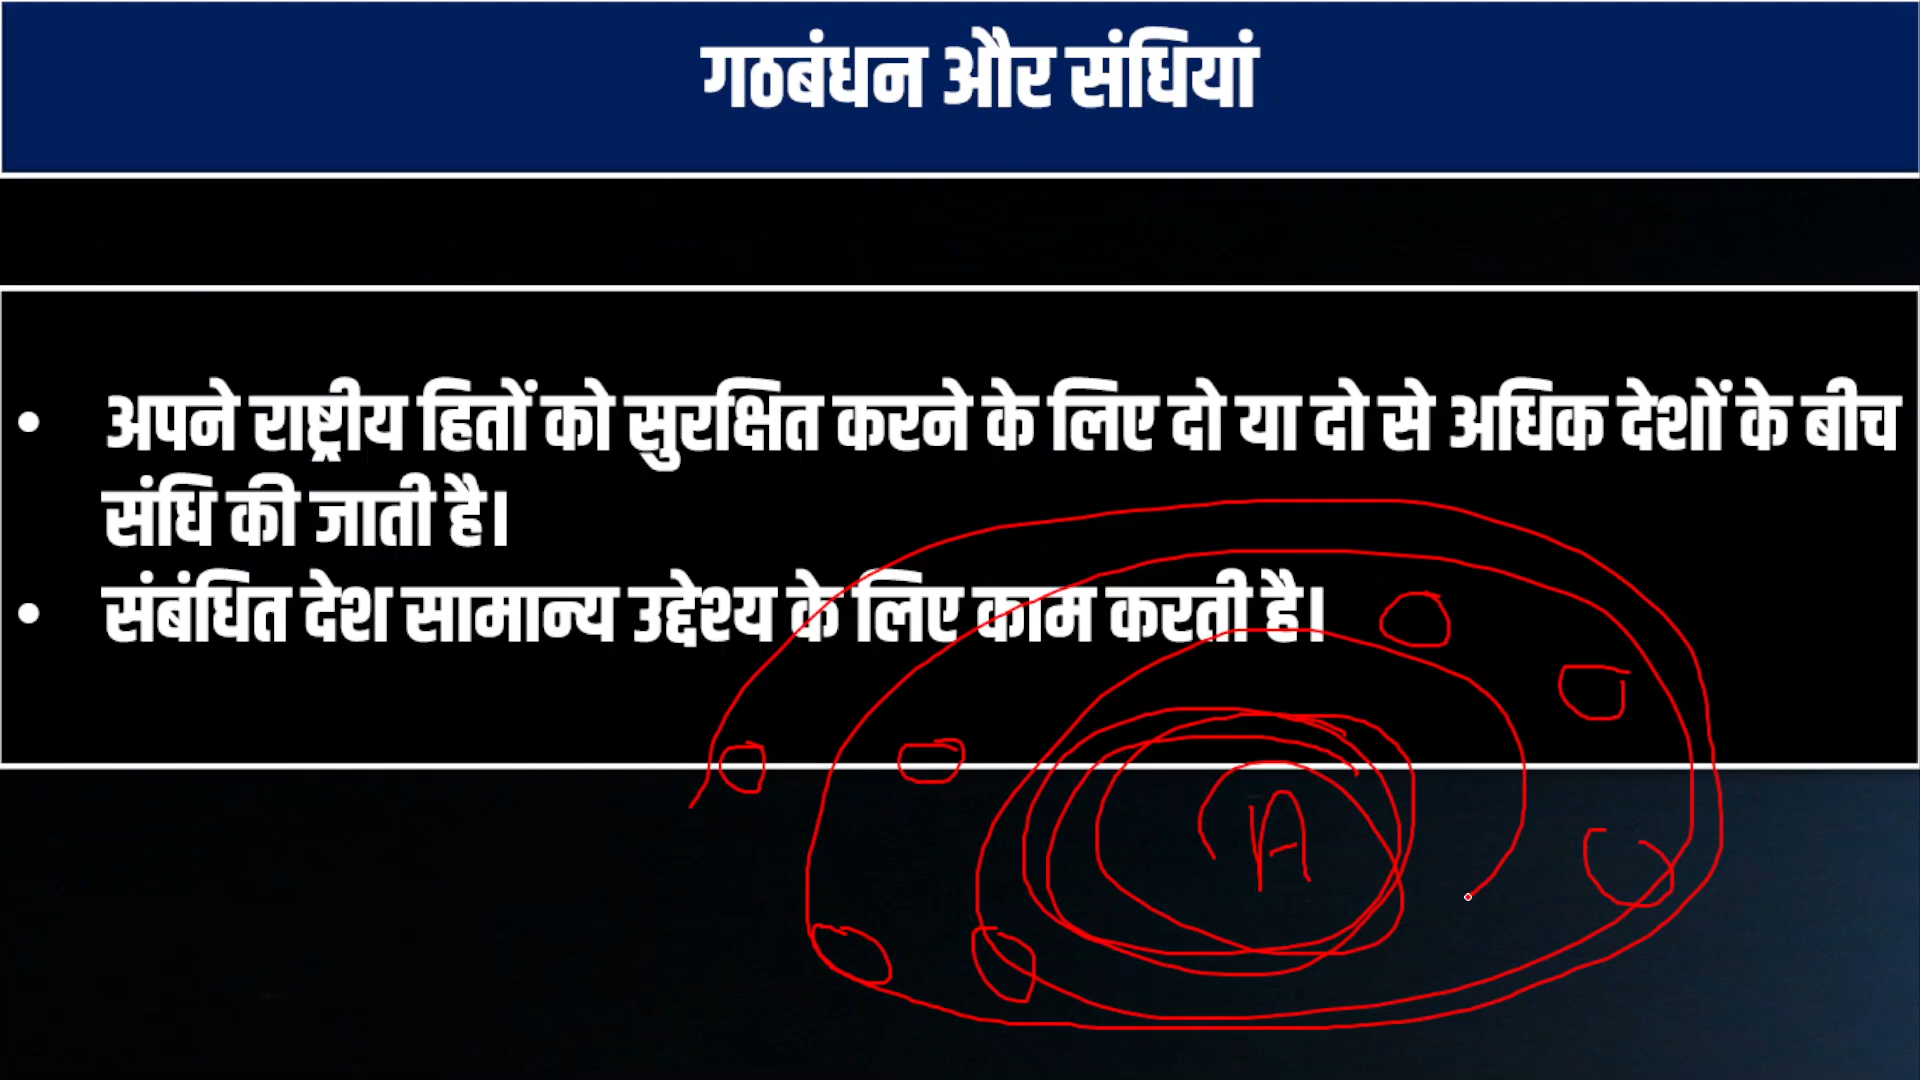 गठबंधन और संधियां
• अपने राष्ट्रीय हितों को सुरक्षित करने के लिए दो या दो से अधिक देशों के बीच
संधि की जाती है।
• संबंधित देश सामान्य उद्देश्य के लिए काम करती है।
A